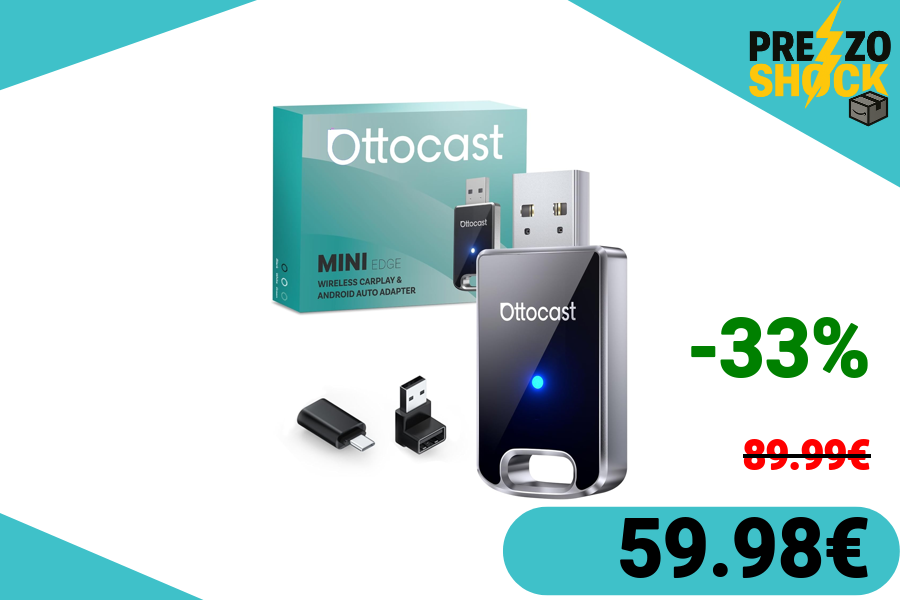 PREZZO
SHOCK
Ottocast
Ottocast
MINI EDGE
WIRELESS CARPLAY &
ANDROID AUTO ADAPTER
Ottocast
-33%
89.99€
59.98€